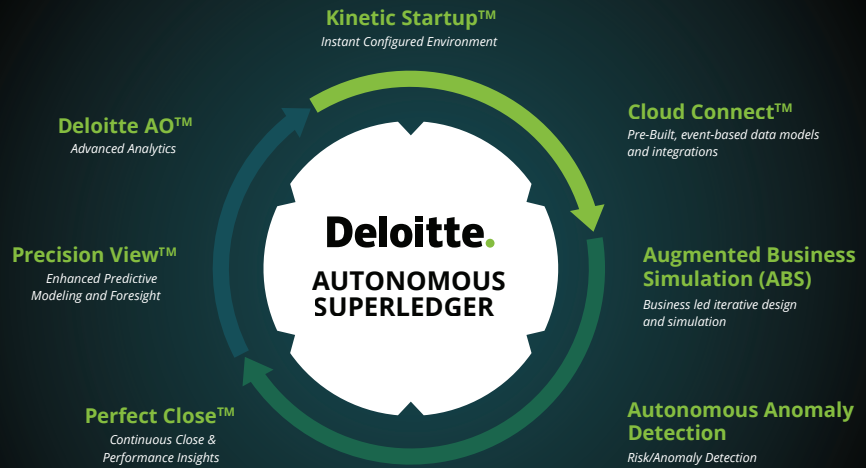 Kinetic Startup™
Instant Configured Environment
Cloud Connect™
Pre-Built, event-based data models
and integrations
Augmented Business
Simulation (ABS)
Business led iterative design
and simulation
Autonomous Anomaly
Detection
Risk/Anomaly Detection
Perfect Close™
Continuous Close &
Performance Insights
Precision View™
Enhanced Predictive
Modeling and Foresight
Deloitte AO™
Advanced Analytics
Deloitte.
AUTONOMOUS
SUPERLEDGER